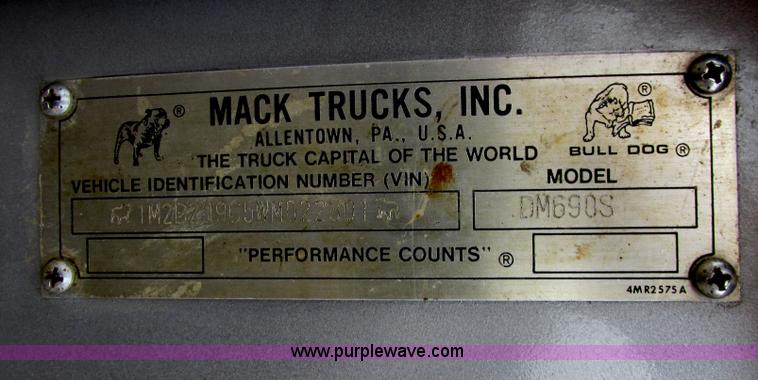 ® MACK TRUCKS, INC. ®
ALLENTOWN, PA., U.S.A.
THE TRUCK CAPITAL OF THE WORLD
BULL DOG ®
VEHICLE IDENTIFICATION NUMBER (VIN)
MODEL
DM690S
"PERFORMANCE COUNTS" ®
4MR2575A
www.purplewave.com